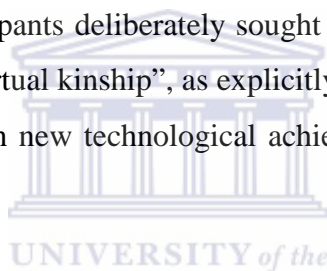 pants deliberately sought
rtual kinship”, as explicitly
new technological achie
UNIVERSITY of the